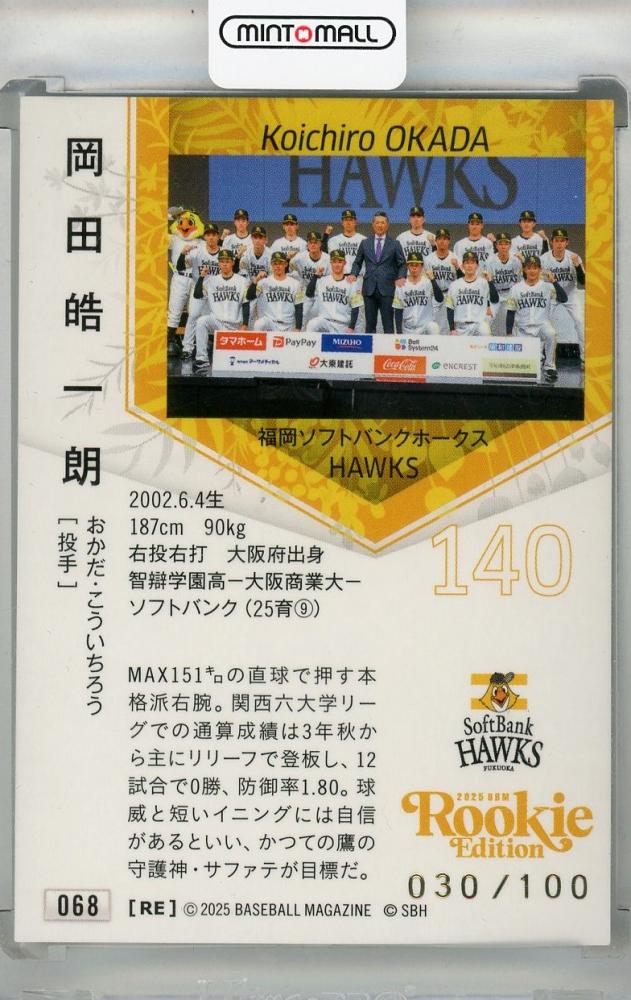 MINTOMALL
岡田皓一朗
おかだ・こういちろう
[投手]
Koichiro OKADA
HAWKS
SoftBank HAWKS
タマホーム
PayPay
MIZUHO
Bell System24
大東建託
Coca-Cola
ENCREST
福岡ソフトバンクホークス
HAWKS
2002.6.4生
187cm 90kg
右投右打 大阪府出身
智辯学園高ー大阪商業大ー
ソフトバンク(25育⑨)
140
MAX151㌔の直球で押す本
格派右腕。関西六大学リー
グでの通算成績は3年秋か
ら主にリリーフで登板し、12
試合で0勝、防御率1.80。球
威と短いイニングには自信
があるといい、かつての鷹の
守護神・サファテが目標だ。
SoftBank
HAWKS
FUKUOKA
2025 BBM
Rookie
Edition
030/100
068
[RE] © 2025 BASEBALL MAGAZINE © SBH